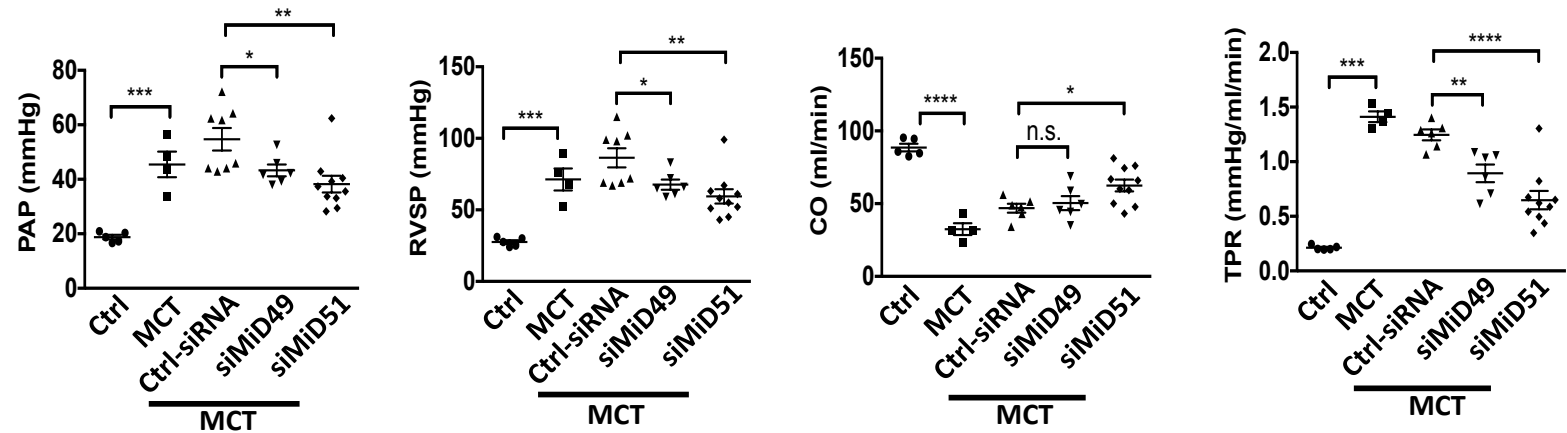 PAP (mmHg)
80
60
40
20
0
***
*
**
Ctrl
MCT
Ctrl-siRNA
siMiD49
siMiD51
MCT
RVSP (mmHg)
150
100
50
0
***
*
**
Ctrl
MCT
Ctrl-siRNA
siMiD49
siMiD51
MCT
CO (ml/min)
150
100
50
0
****
n.s.
*
Ctrl
MCT
Ctrl-siRNA
siMiD49
siMiD51
MCT
TPR (mmHg/ml/min)
2.0
1.5
1.0
0.5
0.0
***
**
****
Ctrl
MCT
Ctrl-siRNA
siMiD49
siMiD51
MCT